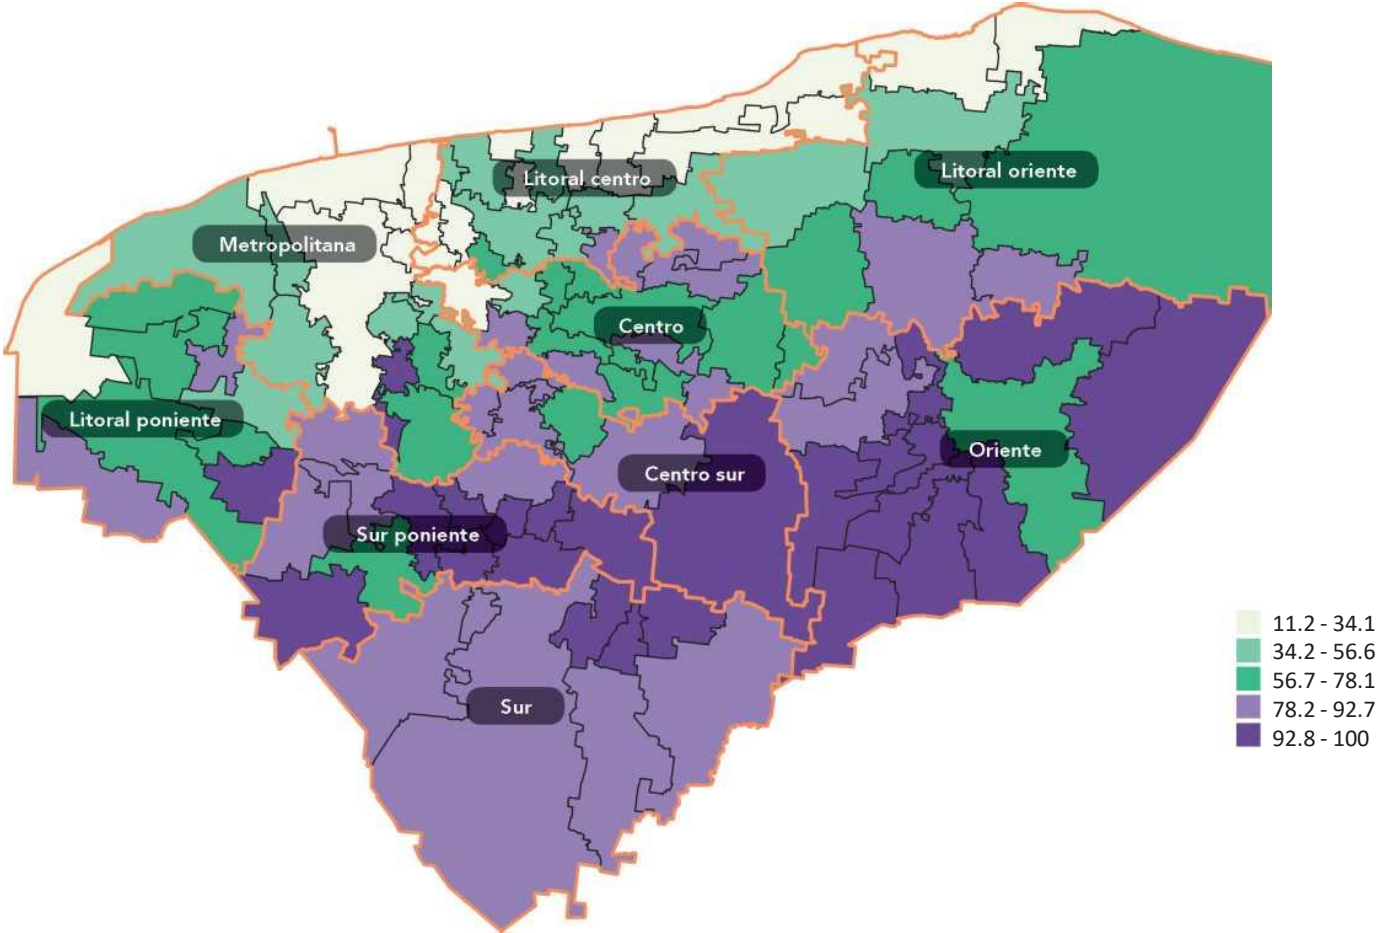 Litoral oriente
Litoral centro
Metropolitana
Centro
Litoral poniente
Oriente
Centro sur
Sur poniente
Sur
11.2 - 34.1
34.2 - 56.6
56.7 - 78.1
78.2 - 92.7
92.8 - 100